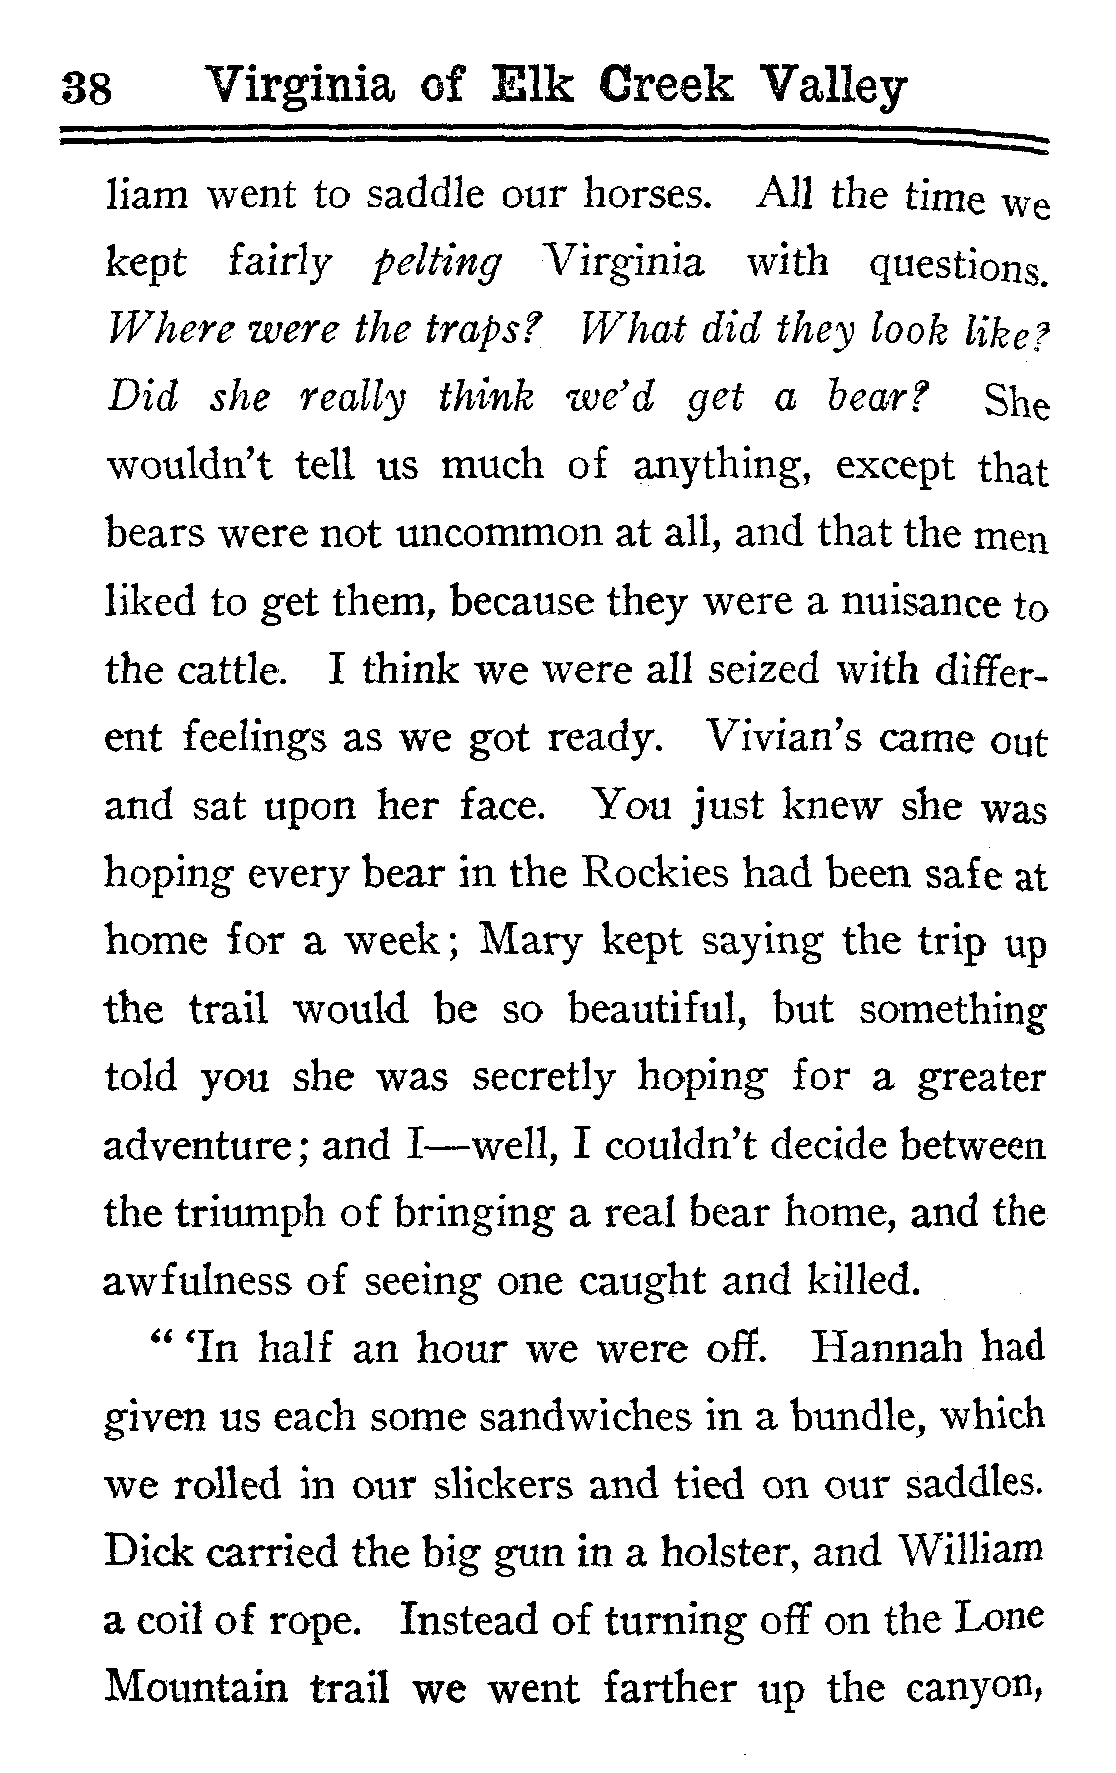 38 Virginia of Elk Creek Valley
liam went to saddle our horses. All the time we
kept fairly pelting Virginia with questions.
Where were the traps? What did they look like?
Did she really think we'd get a bear? She
wouldn't tell us much of anything, except that
bears were not uncommon at all, and that the men
liked to get them, because they were a nuisance to
the cattle. I think we were all seized with differ-
ent feelings as we got ready. Vivian's came out
and sat upon her face. You just knew she was
hoping every bear in the Rockies had been safe at
home for a week; Mary kept saying the trip up
the trail would be so beautiful, but something
told you she was secretly hoping for a greater
adventure; and I—well, I couldn't decide between
the triumph of bringing a real bear home, and the
awfulness of seeing one caught and killed.
“ ‘In half an hour we were off. Hannah had
given us each some sandwiches in a bundle, which
we rolled in our slickers and tied on our saddles.
Dick carried the big gun in a holster, and William
a coil of rope. Instead of turning off on the Lone
Mountain trail we went farther up the canyon,